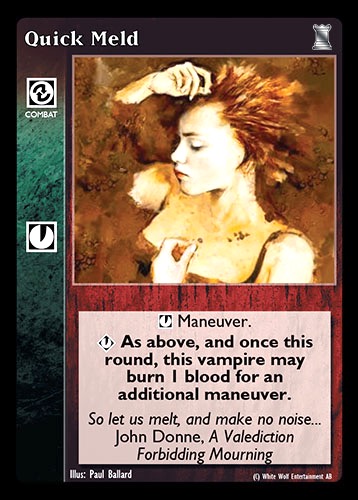 Quick Meld
COMBAT
Maneuver.
As above, and once this
round, this vampire may
burn 1 blood for an
additional maneuver.
So let us melt, and make no noise...
John Donne, A Valediction
Forbidding Mourning
Illus: Paul Ballard
(C) White Wolf Entertainment AB